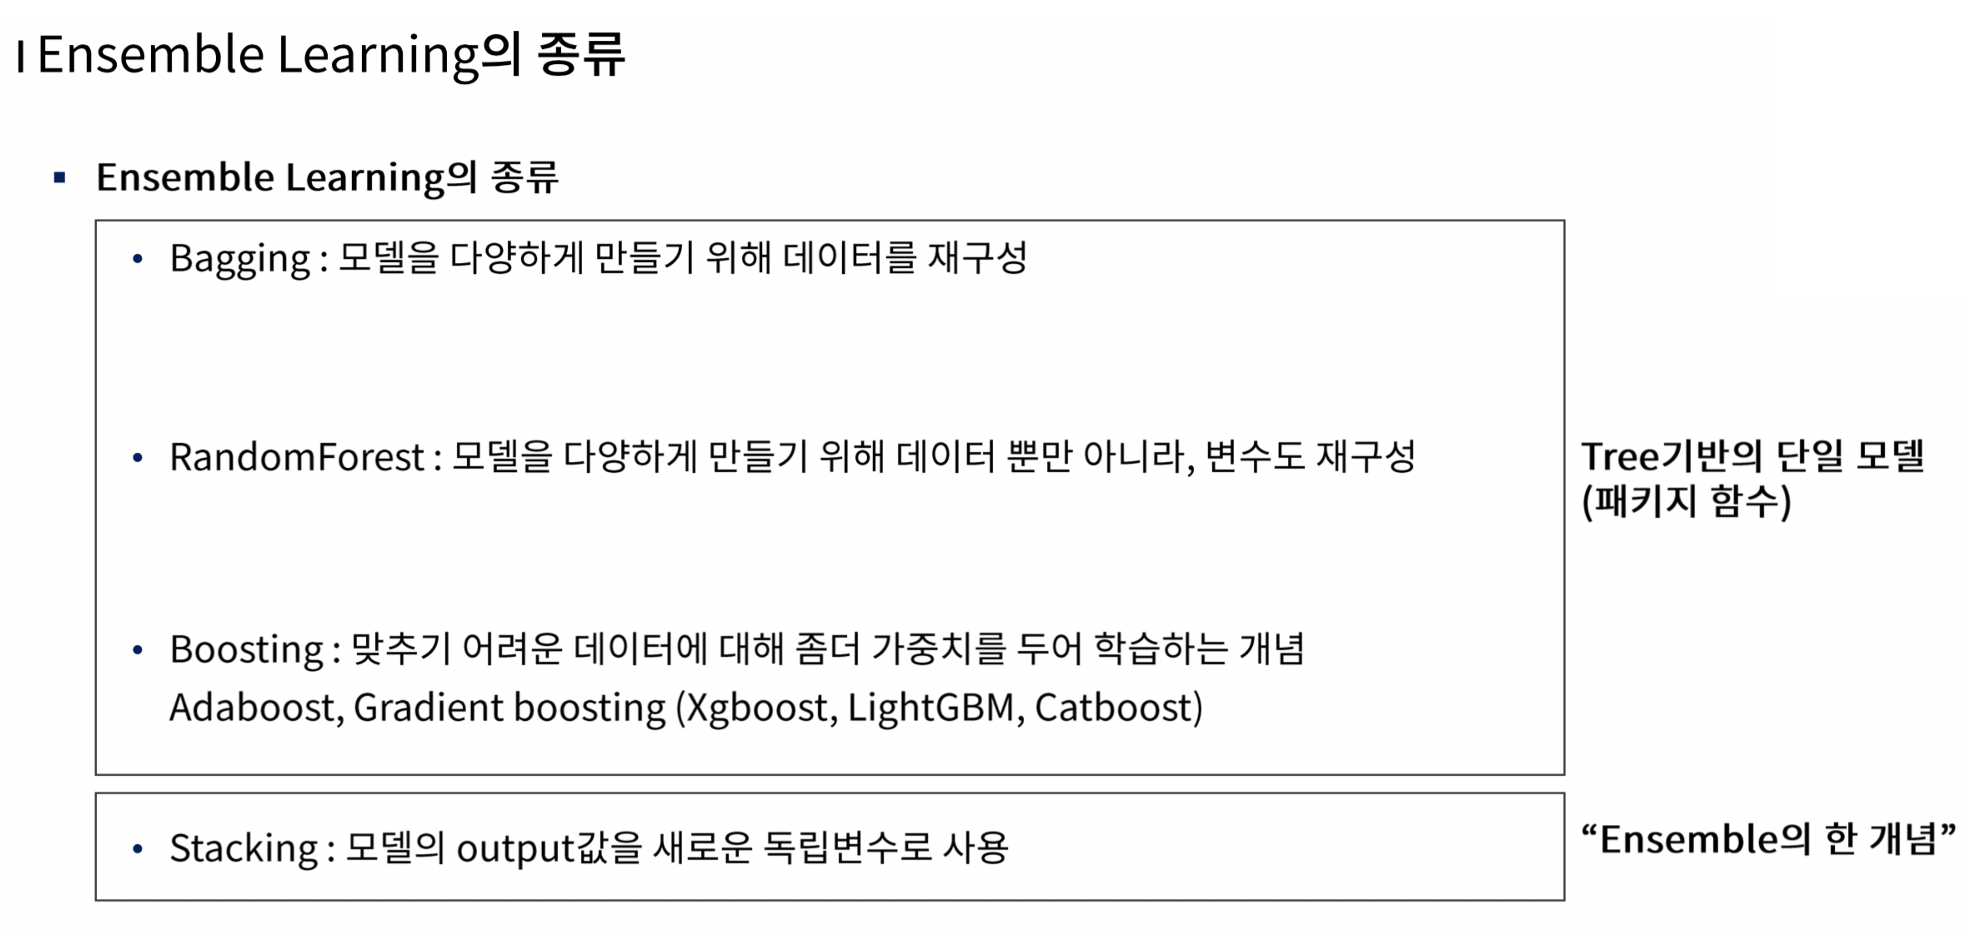 I Ensemble Learning의 종류
▪ Ensemble Learning의 종류
• Bagging : 모델을 다양하게 만들기 위해 데이터를 재구성
• RandomForest : 모델을 다양하게 만들기 위해 데이터 뿐만 아니라, 변수도 재구성
Tree기반의 단일 모델
(패키지 함수)
• Boosting : 맞추기 어려운 데이터에 대해 좀더 가중치를 두어 학습하는 개념
Adaboost, Gradient boosting (Xgboost, LightGBM, Catboost)
• Stacking : 모델의 output값을 새로운 독립변수로 사용
“Ensemble의 한 개념”